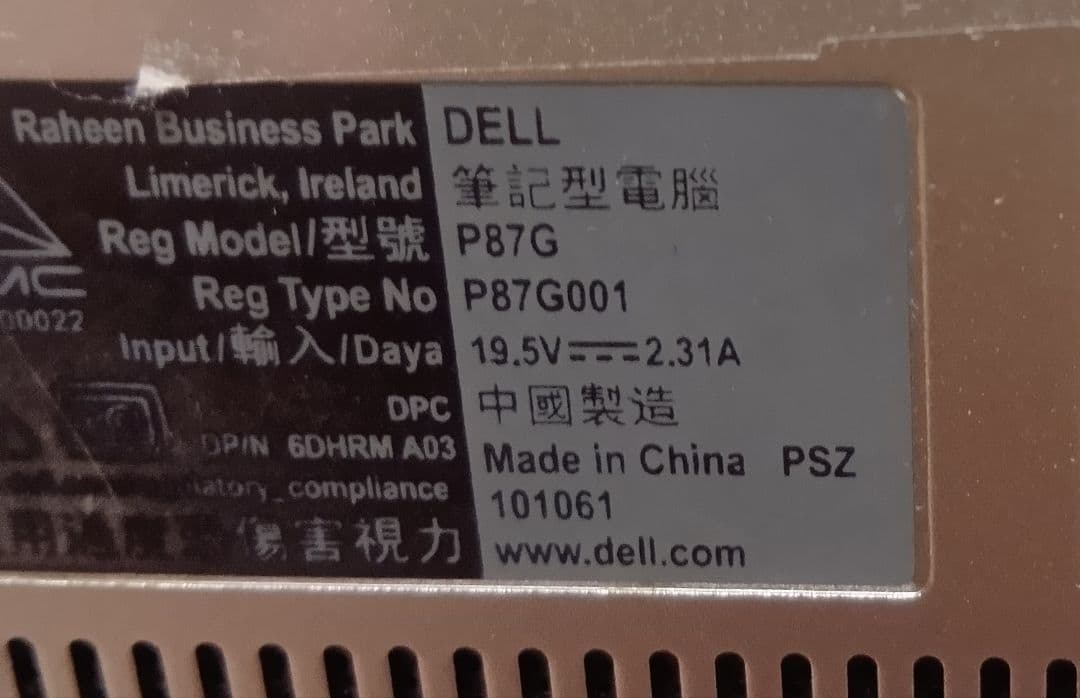 Raheen Business Park DELL
Limerick, Ireland 筆記型電腦
Reg Model/型號 P87G
Reg Type No P87G001
00022
Input/輸入/Daya 19.5V⎓2.31A
DPC 中國製造
DP/N 6DHRM A03 Made in China PSZ
_compliance 101061
傷害視力 www.dell.com